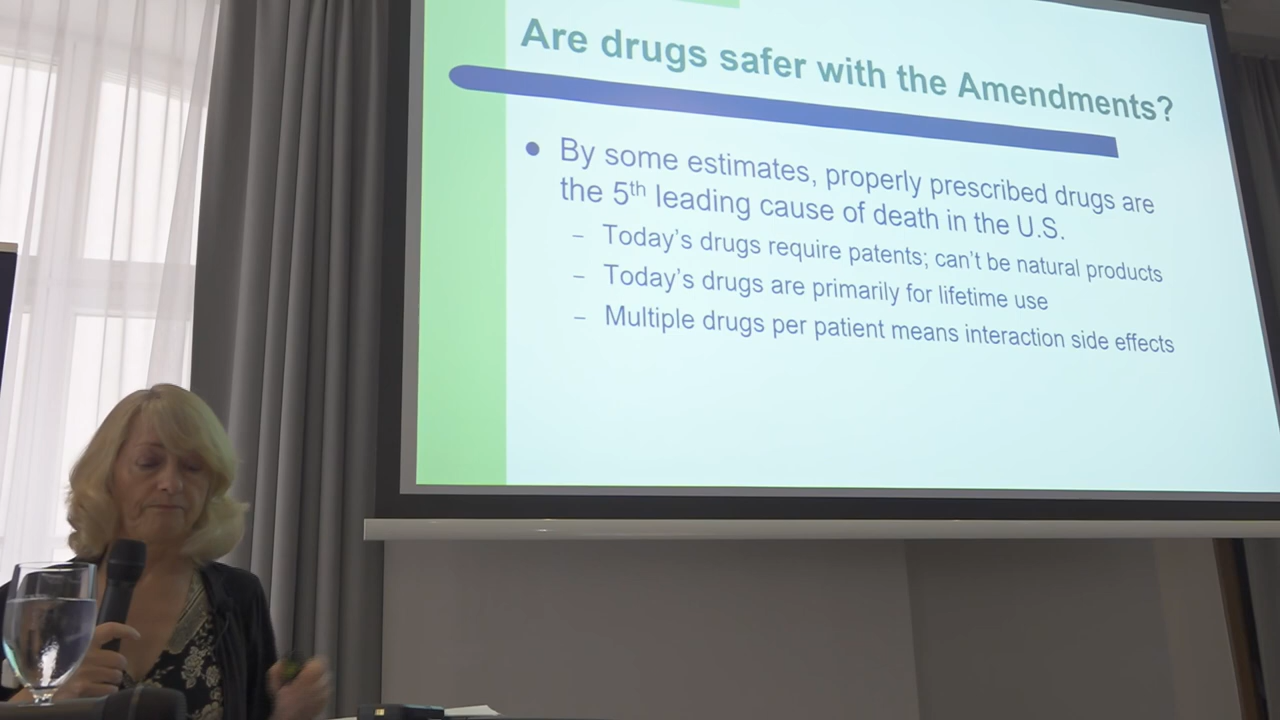 Are drugs safer with the Amendments?
● By some estimates, properly prescribed drugs are
the 5th leading cause of death in the U.S.
– Today's drugs require patents; can't be natural products
– Today's drugs are primarily for lifetime use
– Multiple drugs per patient means interaction side effects